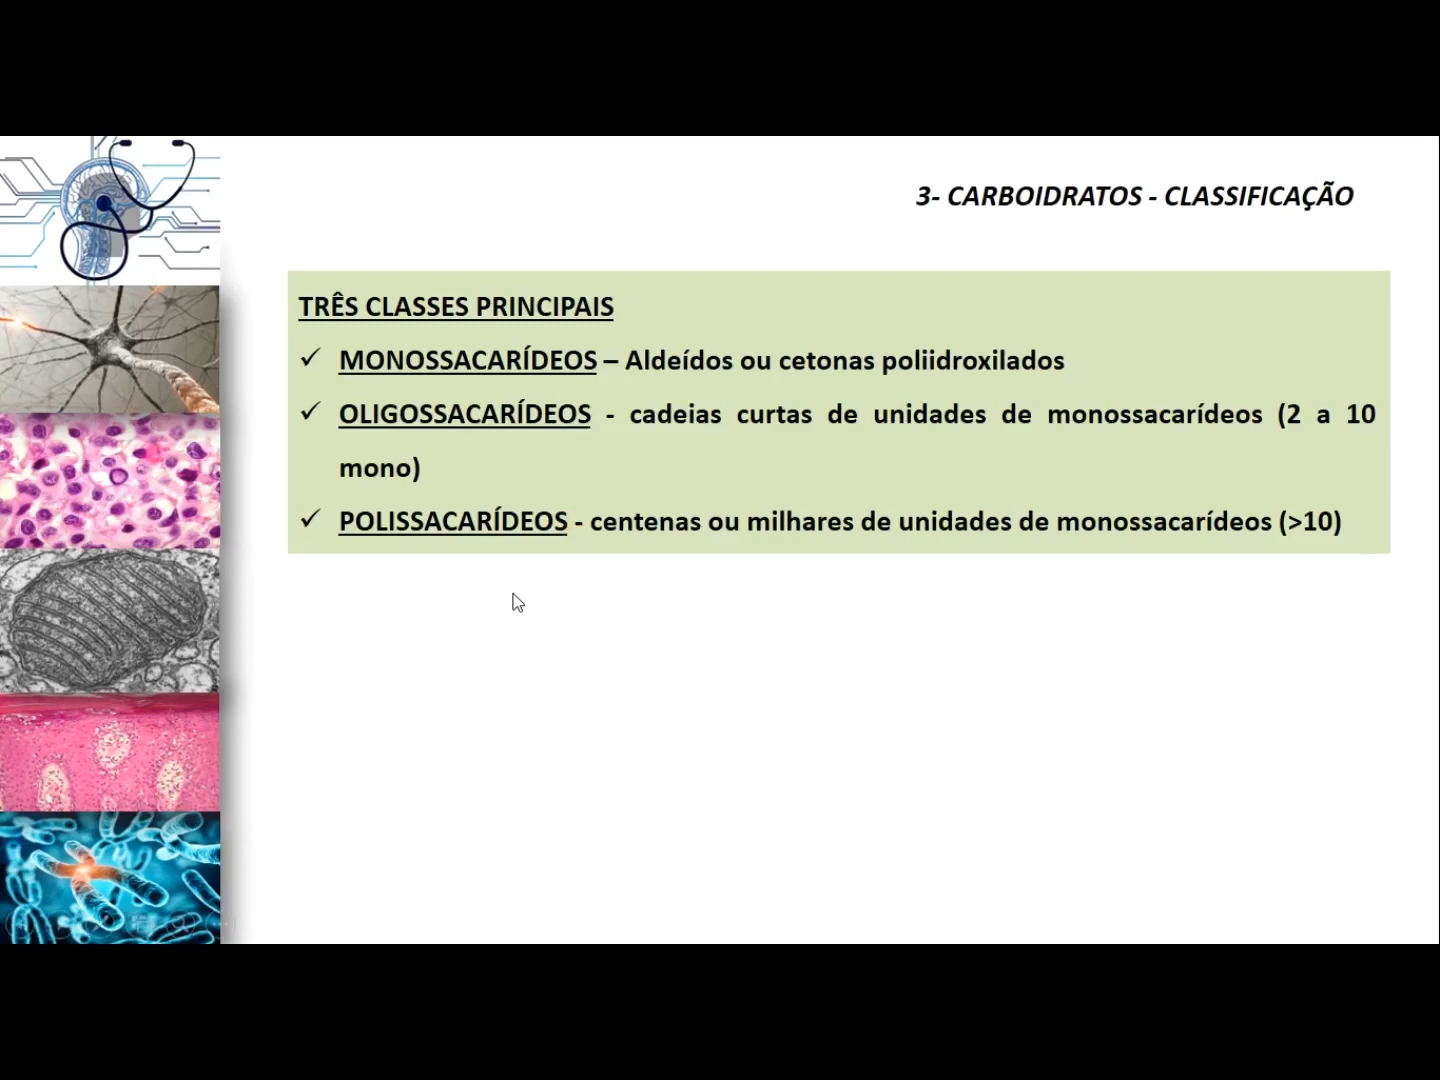 3- CARBOIDRATOS - CLASSIFICAÇÃO
TRÊS CLASSES PRINCIPAIS
✓ MONOSSACARÍDEOS – Aldeídos ou cetonas poliidroxilados
✓ OLIGOSSACARÍDEOS - cadeias curtas de unidades de monossacarídeos (2 a 10
mono)
✓ POLISSACARÍDEOS - centenas ou milhares de unidades de monossacarídeos (>10)